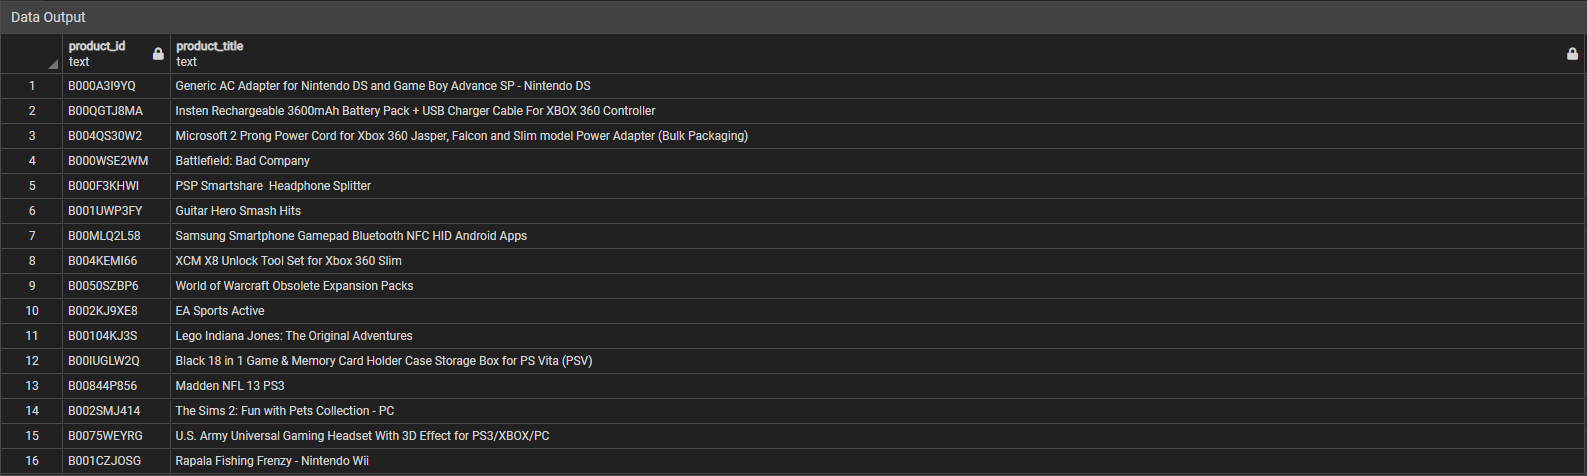 Data Output
product_id product_title
text text
1 B000A3I9YQ Generic AC Adapter for Nintendo DS and Game Boy Advance SP - Nintendo DS
2 B00QGTJ8MA Insten Rechargeable 3600mAh Battery Pack + USB Charger Cable For XBOX 360 Controller
3 B004QS30W2 Microsoft 2 Prong Power Cord for Xbox 360 Jasper, Falcon and Slim model Power Adapter (Bulk Packaging)
4 B000WSE2WM Battlefield: Bad Company
5 B000F3KHWI PSP Smartshare  Headphone Splitter
6 B001UWP3FY Guitar Hero Smash Hits
7 B00MLQ2L58 Samsung Smartphone Gamepad Bluetooth NFC HID Android Apps
8 B004KEMI66 XCM X8 Unlock Tool Set for Xbox 360 Slim
9 B0050SZBP6 World of Warcraft Obsolete Expansion Packs
10 B002KJ9XE8 EA Sports Active
11 B00104KJ3S Lego Indiana Jones: The Original Adventures
12 B00IUGLW2Q Black 18 in 1 Game & Memory Card Holder Case Storage Box for PS Vita (PSV)
13 B00844P856 Madden NFL 13 PS3
14 B002SMJ414 The Sims 2: Fun with Pets Collection - PC
15 B0075WEYRG U.S. Army Universal Gaming Headset With 3D Effect for PS3/XBOX/PC
16 B001CZJOSG Rapala Fishing Frenzy - Nintendo Wii